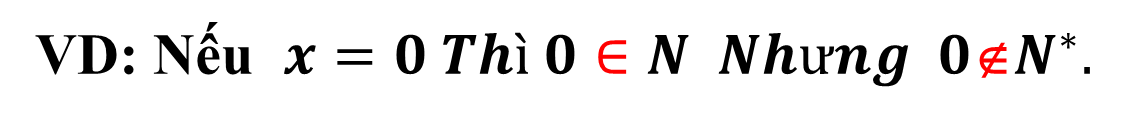 VD: Nếu x = 0 Thì 0 ∈ N Nhưng 0∉N*.